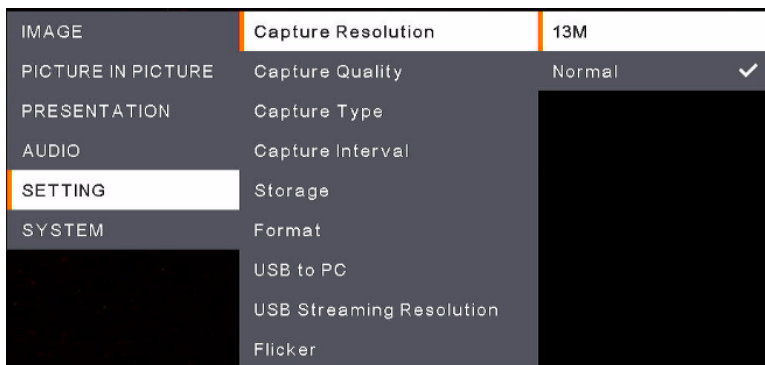 IMAGE
PICTURE IN PICTURE
PRESENTATION
AUDIO
SETTING
SYSTEM
Capture Resolution
Capture Quality
Capture Type
Capture Interval
Storage
Format
USB to PC
USB Streaming Resolution
Flicker
13M
Normal